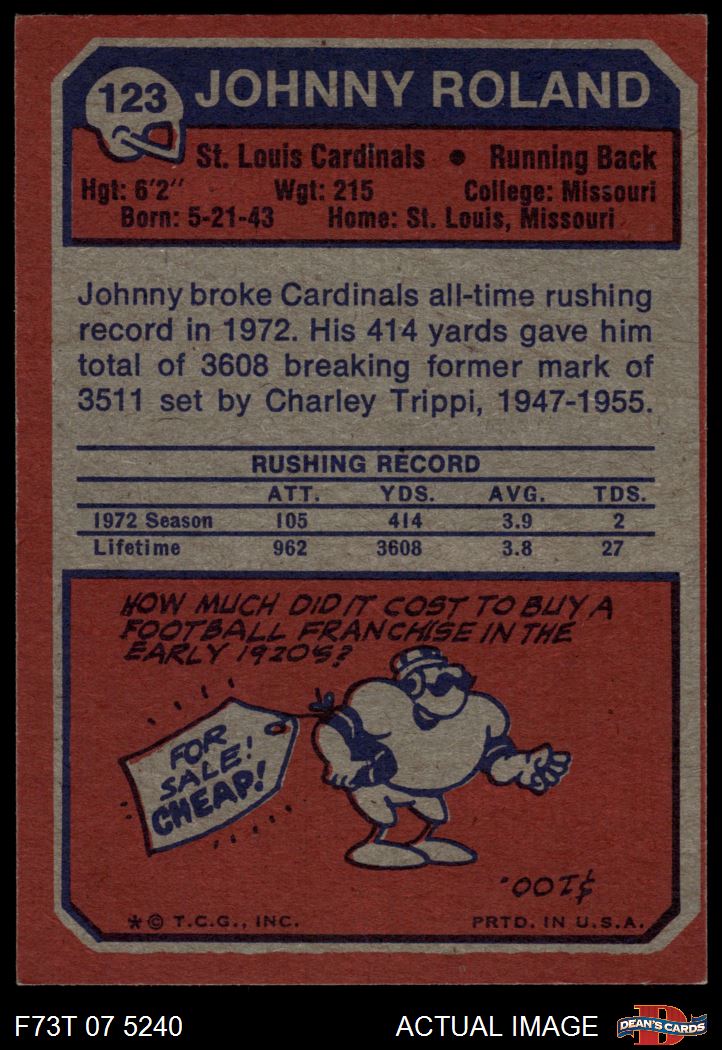 123 JOHNNY ROLAND
St. Louis Cardinals • Running Back
Hgt: 6'2" Wgt: 215 College: Missouri
Born: 5-21-43 Home: St. Louis, Missouri
Johnny broke Cardinals all-time rushing
record in 1972. His 414 yards gave him
total of 3608 breaking former mark of
3511 set by Charley Trippi, 1947-1955.
RUSHING RECORD
ATT. YDS. AVG. TDS.
1972 Season 105 414 3.9 2
Lifetime 962 3608 3.8 27
HOW MUCH DID IT COST TO BUY A
FOOTBALL FRANCHISE IN THE
EARLY 1920'S?
FOR
SALE!
CHEAP!
$100.
* © T.C.G., INC. PRTD. IN U.S.A.
F73T 07 5240 ACTUAL IMAGE D DEAN'S CARDS